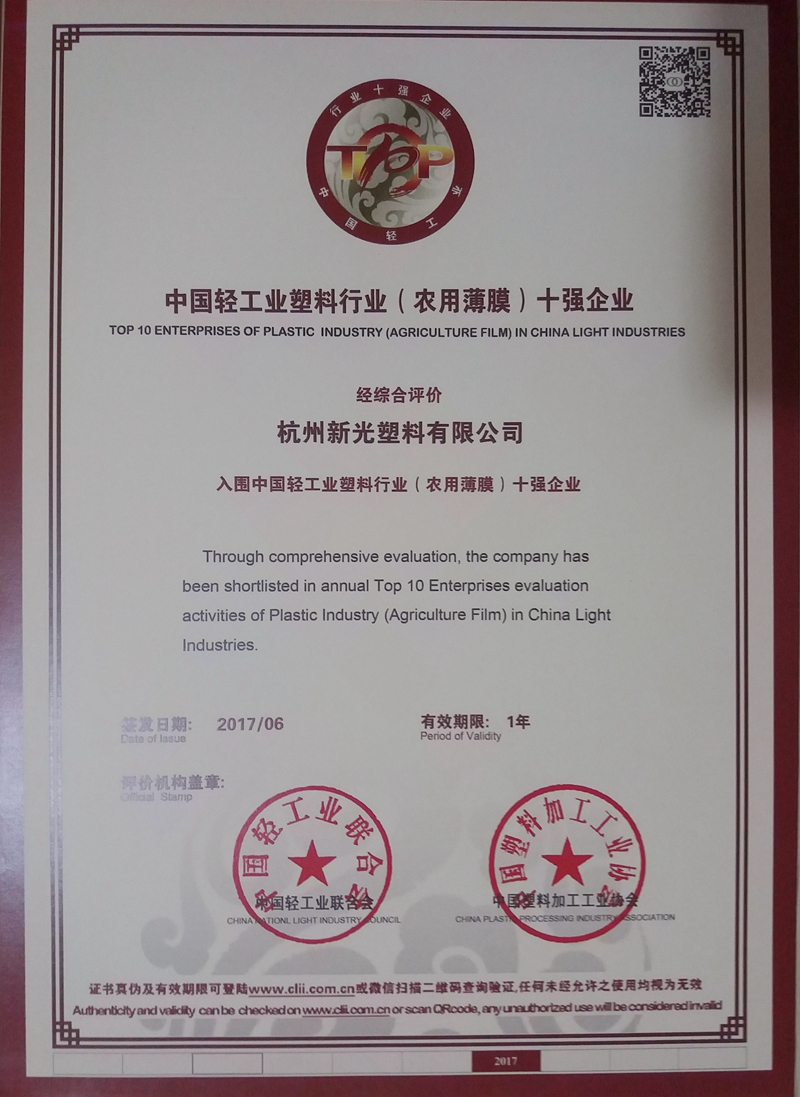 行业十强企业
TOP
中国轻工业
中国轻工业塑料行业（农用薄膜）十强企业
TOP 10 ENTERPRISES OF PLASTIC INDUSTRY (AGRICULTURE FILM) IN CHINA LIGHT INDUSTRIES
经综合评价
杭州新光塑料有限公司
入围中国轻工业塑料行业（农用薄膜）十强企业
Through comprehensive evaluation, the company has
been shortlisted in annual Top 10 Enterprises evaluation
activities of Plastic Industry (Agriculture Film) in China Light
Industries.
签发日期: 2017/06
Date of Issue
有效期限: 1年
Period of Validity
评价机构盖章:
Official Stamp
中国轻工业联合会
中国轻工业联合会
CHINA NATIONL LIGHT INDUSTRY COUNCIL
中国塑料加工工业协会
中国塑料加工工业协会
CHINA PLASTIC PROCESSING INDUSTRY ASSOCIATION
证书真伪及有效期限可登陆www.clii.com.cn或微信扫描二维码查询验证,任何未经允许之使用均视为无效
Authenticity and validity can be checked on www.clii.com.cn or scan QRcode, any unauthorized use will be considered invalid
2017